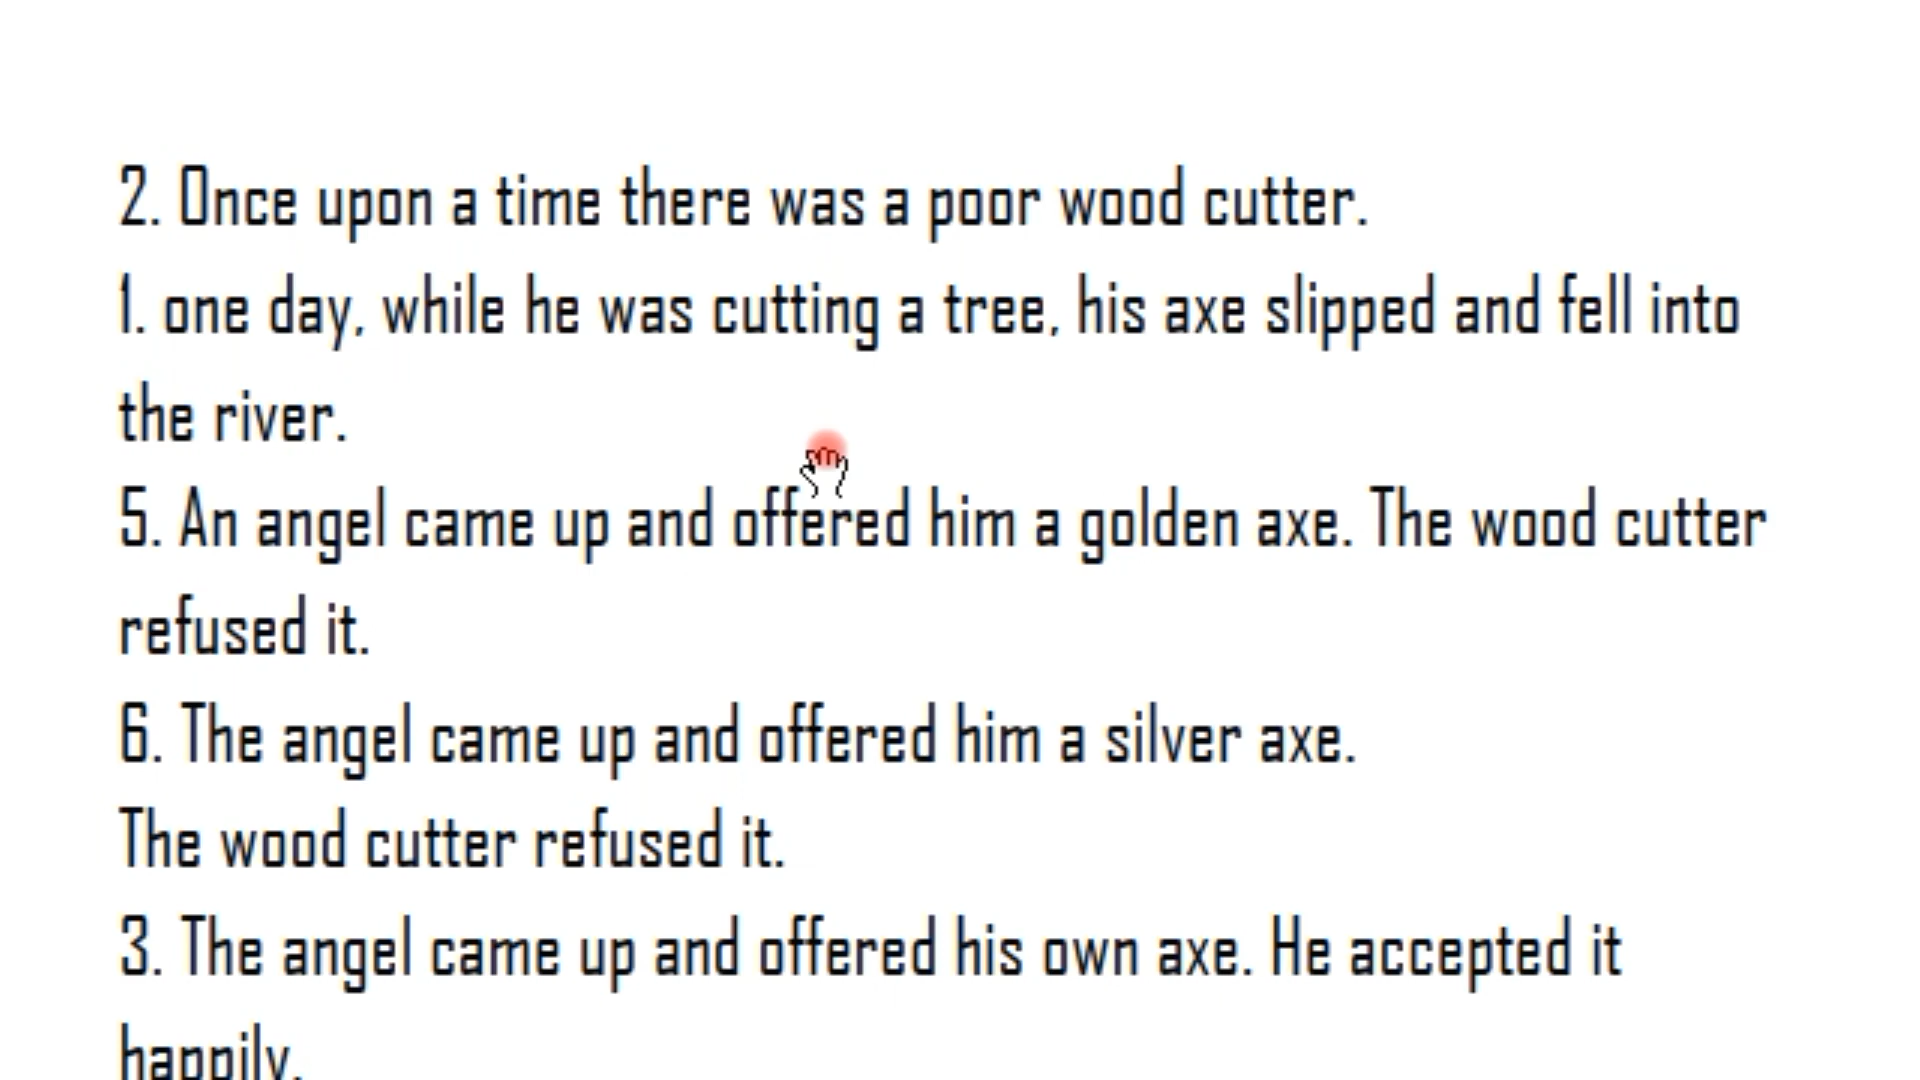 2. Once upon a time there was a poor wood cutter.
1. one day, while he was cutting a tree, his axe slipped and fell into
the river.
5. An angel came up and offered him a golden axe. The wood cutter
refused it.
6. The angel came up and offered him a silver axe.
The wood cutter refused it.
3. The angel came up and offered his own axe. He accepted it
happily.